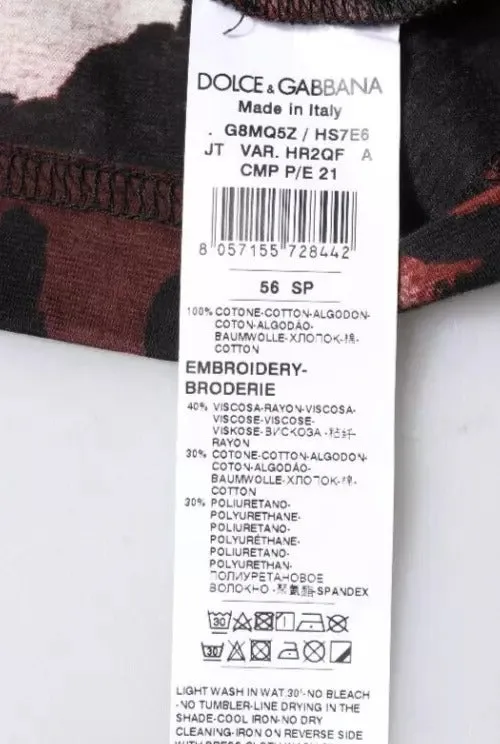 DOLCE & GABBANA
Made in Italy
. G8MQ5Z / HS7E6
JT VAR. HR2QF A
CMP P/E 21
8 057155 728442
56 SP
100% COTONE-COTTON-ALGODON-
COTON-ALGODÃO-
BAUMWOLLE-ХЛОПОК-棉-
COTTON
EMBROIDERY-
BRODERIE
40% VISCOSA-RAYON-VISCOSA-
VISCOSE-VISCOSE-
VISKOSE-ВИСКОЗА-粘纤-
RAYON
30% COTONE-COTTON-ALGODON-
COTON-ALGODÃO-
BAUMWOLLE-ХЛОПОК-棉-
COTTON
30% POLIURETANO-
POLYURETHANE-
POLIURETANO-
POLYURÉTHANE-
POLIURETANO-
POLYURETHAN-
ПОЛИУРЕТАНОВОЕ
ВОЛОКНО-聚氨酯-SPANDEX
30
30
LIGHT WASH IN WAT.30°-NO BLEACH
-NO TUMBLER-LINE DRYING IN THE
SHADE-COOL IRON-NO DRY
CLEANING-IRON ON REVERSE SIDE